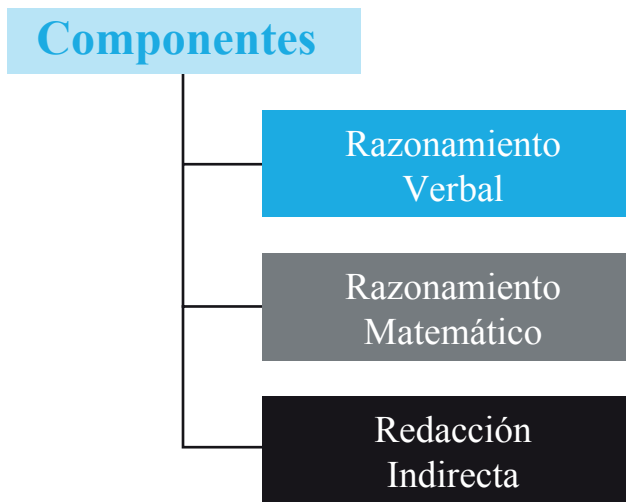 Componentes
Razonamiento
Verbal
Razonamiento
Matemático
Redacción
Indirecta